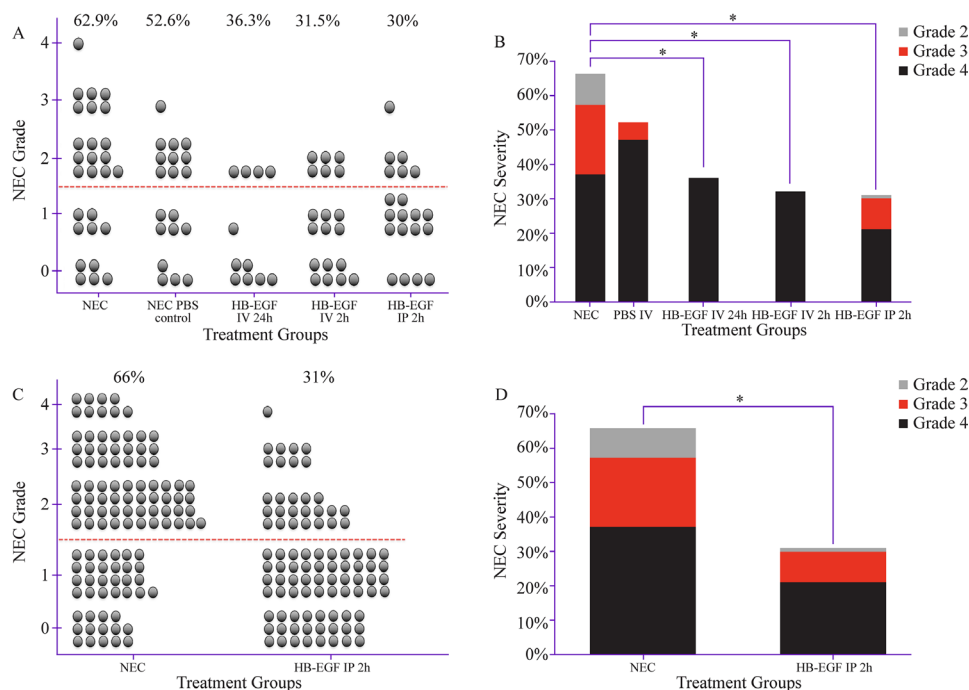 A
62.9% 52.6% 36.3% 31.5% 30%
NEC Grade
4
3
2
1
0
NEC
NEC PBS
control
HB-EGF
IV 24h
HB-EGF
IV 2h
HB-EGF
IP 2h
Treatment Groups
B
*
*
*
Grade 2
Grade 3
Grade 4
NEC Severity
70%
60%
50%
40%
30%
20%
10%
0%
NEC PBS IV HB-EGF IV 24h HB-EGF IV 2h HB-EGF IP 2h
Treatment Groups
C
66% 31%
NEC Grade
4
3
2
1
0
NEC HB-EGF IP 2h
Treatment Groups
D
*
Grade 2
Grade 3
Grade 4
NEC Severity
70%
60%
50%
40%
30%
20%
10%
0%
NEC HB-EGF IP 2h
Treatment Groups